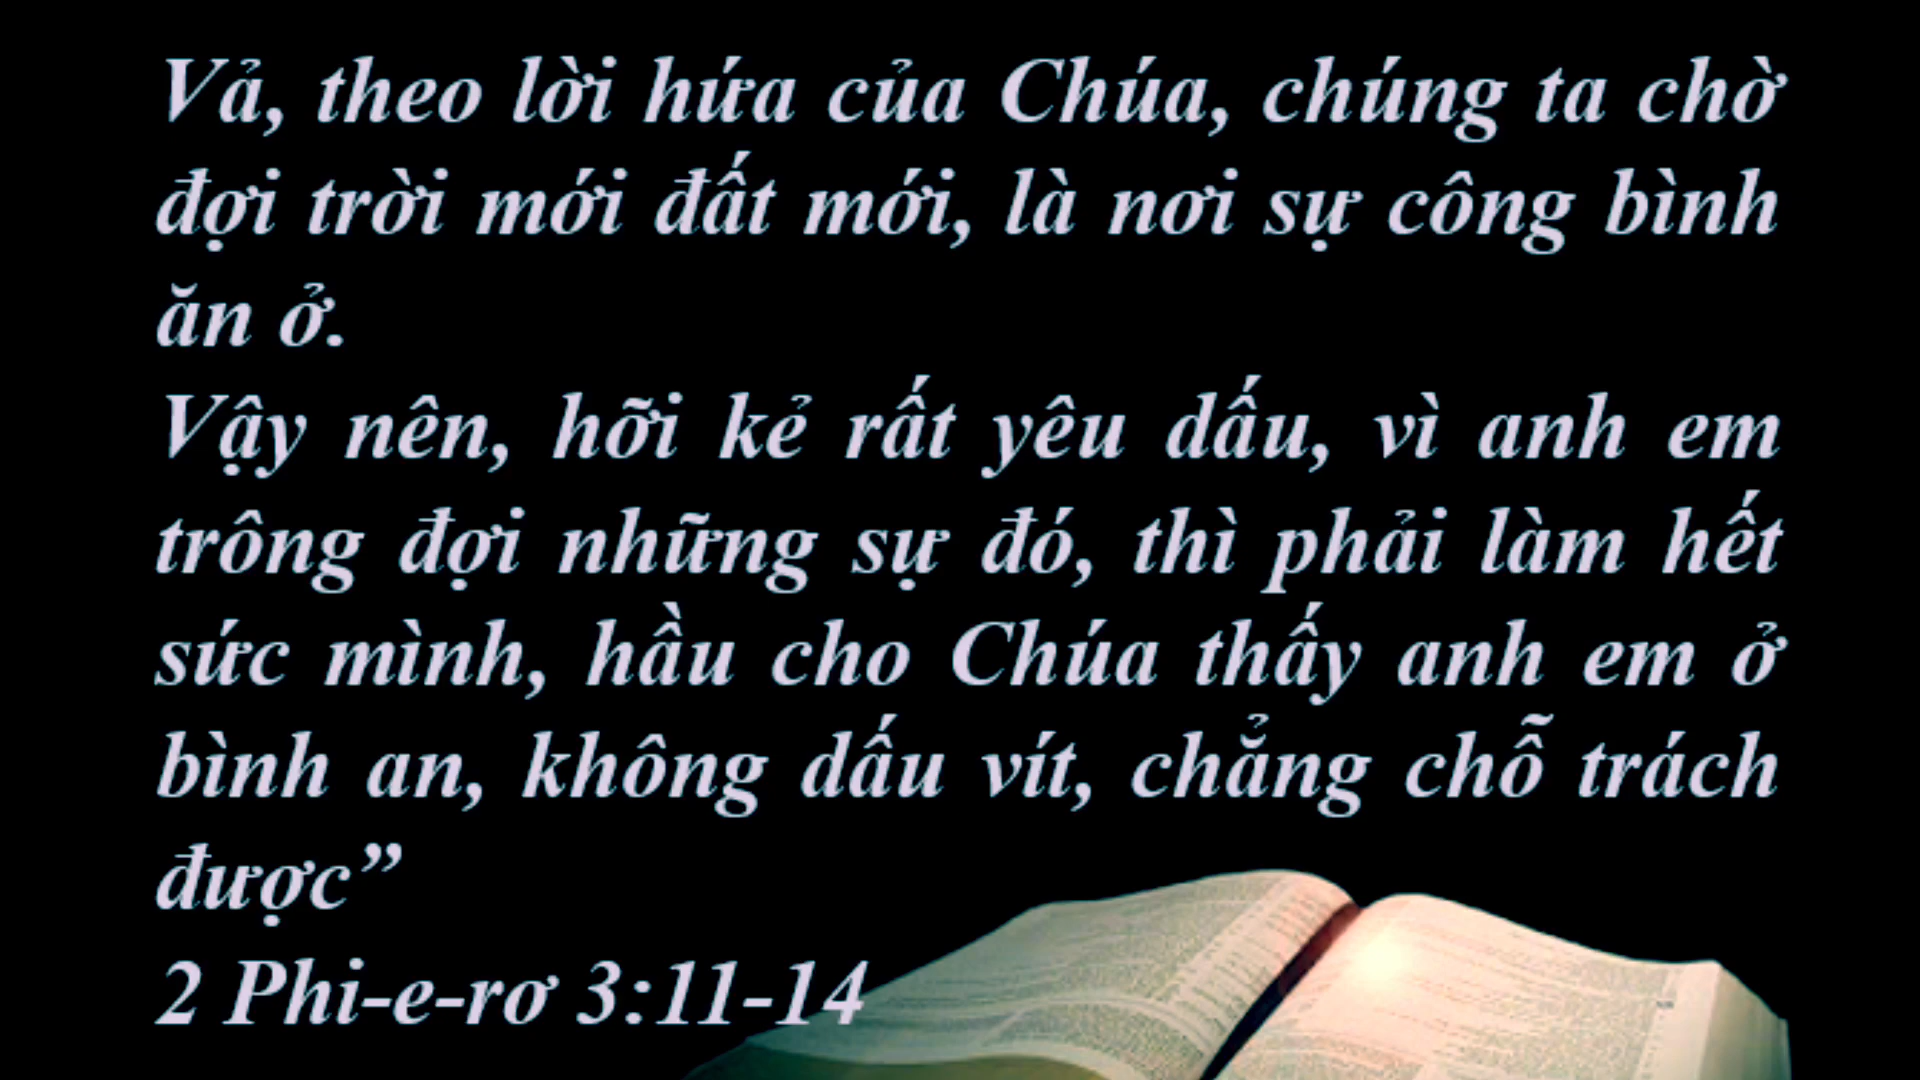 Vả, theo lời hứa của Chúa, chúng ta chờ
đợi trời mới đất mới, là nơi sự công bình
ăn ở.
Vậy nên, hỡi kẻ rất yêu dấu, vì anh em
trông đợi những sự đó, thì phải làm hết
sức mình, hầu cho Chúa thấy anh em ở
bình an, không dấu vít, chẳng chỗ trách
được”
2 Phi-e-rơ 3:11-14